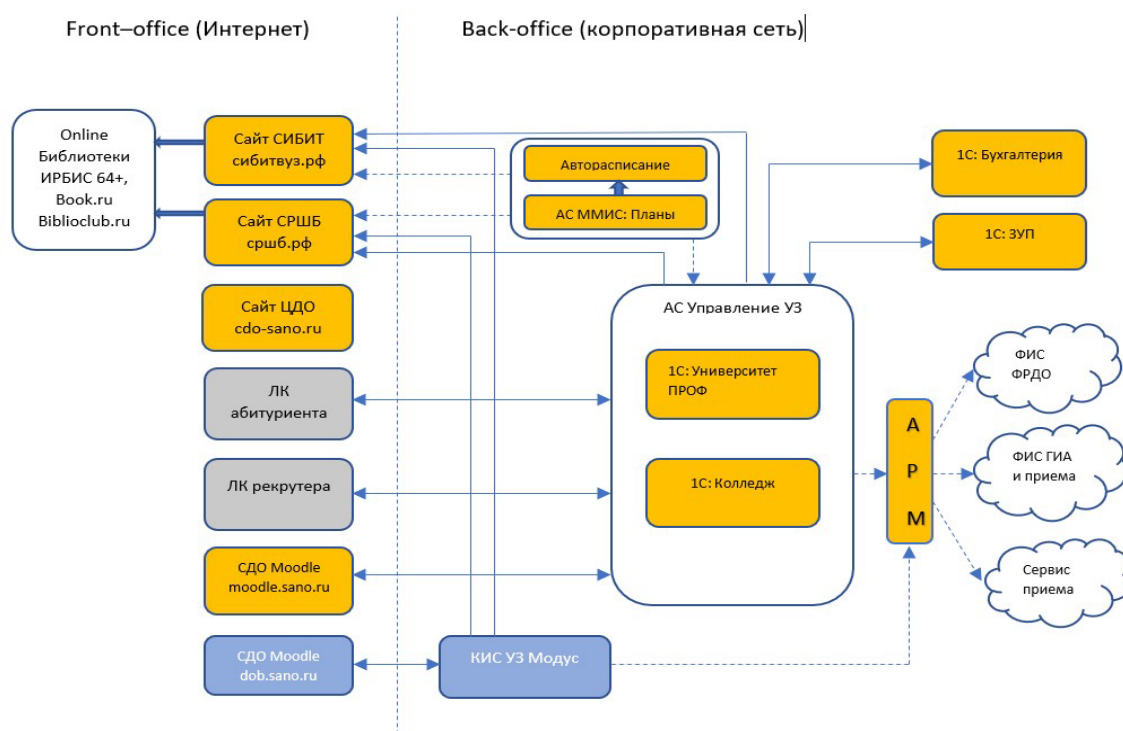 Front–office (Интернет)
Back-office (корпоративная сеть)
Online
Библиотеки
ИРБИС 64+,
Book.ru
Biblioclub.ru
Сайт СИБИТ
сибитвуз.рф
Сайт СРШБ
сршб.рф
Сайт ЦДО
cdo-sano.ru
ЛК
абитуриента
ЛК рекрутера
СДО Moodle
moodle.sano.ru
СДО Moodle
dob.sano.ru
Авторасписание
АС ММИС: Планы
АС Управление УЗ
1С: Университет
ПРОФ
1С: Колледж
КИС УЗ Модус
1С: Бухгалтерия
1С: ЗУП
А
Р
М
ФИС
ФРДО
ФИС ГИА
и приема
Сервис
приема